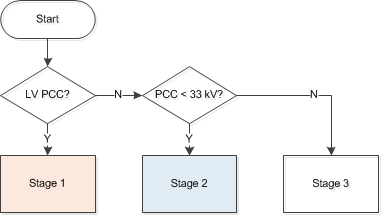 Start
LV PCC?
N
PCC < 33 kV?
N
Y
Y
Stage 1
Stage 2
Stage 3